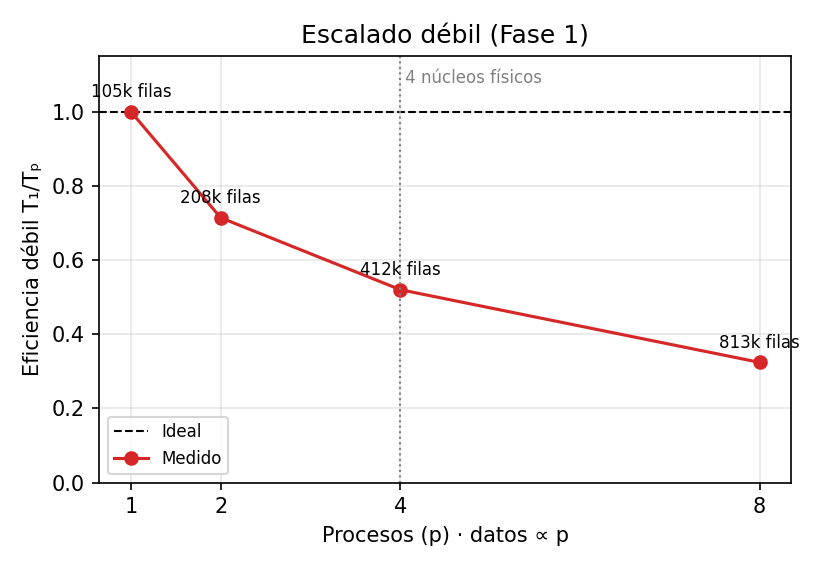 Escalado débil (Fase 1)
4 núcleos físicos
105k filas
208k filas
412k filas
813k filas
Eficiencia débil T₁/Tₚ
1.0
0.8
0.6
0.4
0.2
0.0
Ideal
Medido
1 2 4 8
Procesos (p) · datos ∝ p